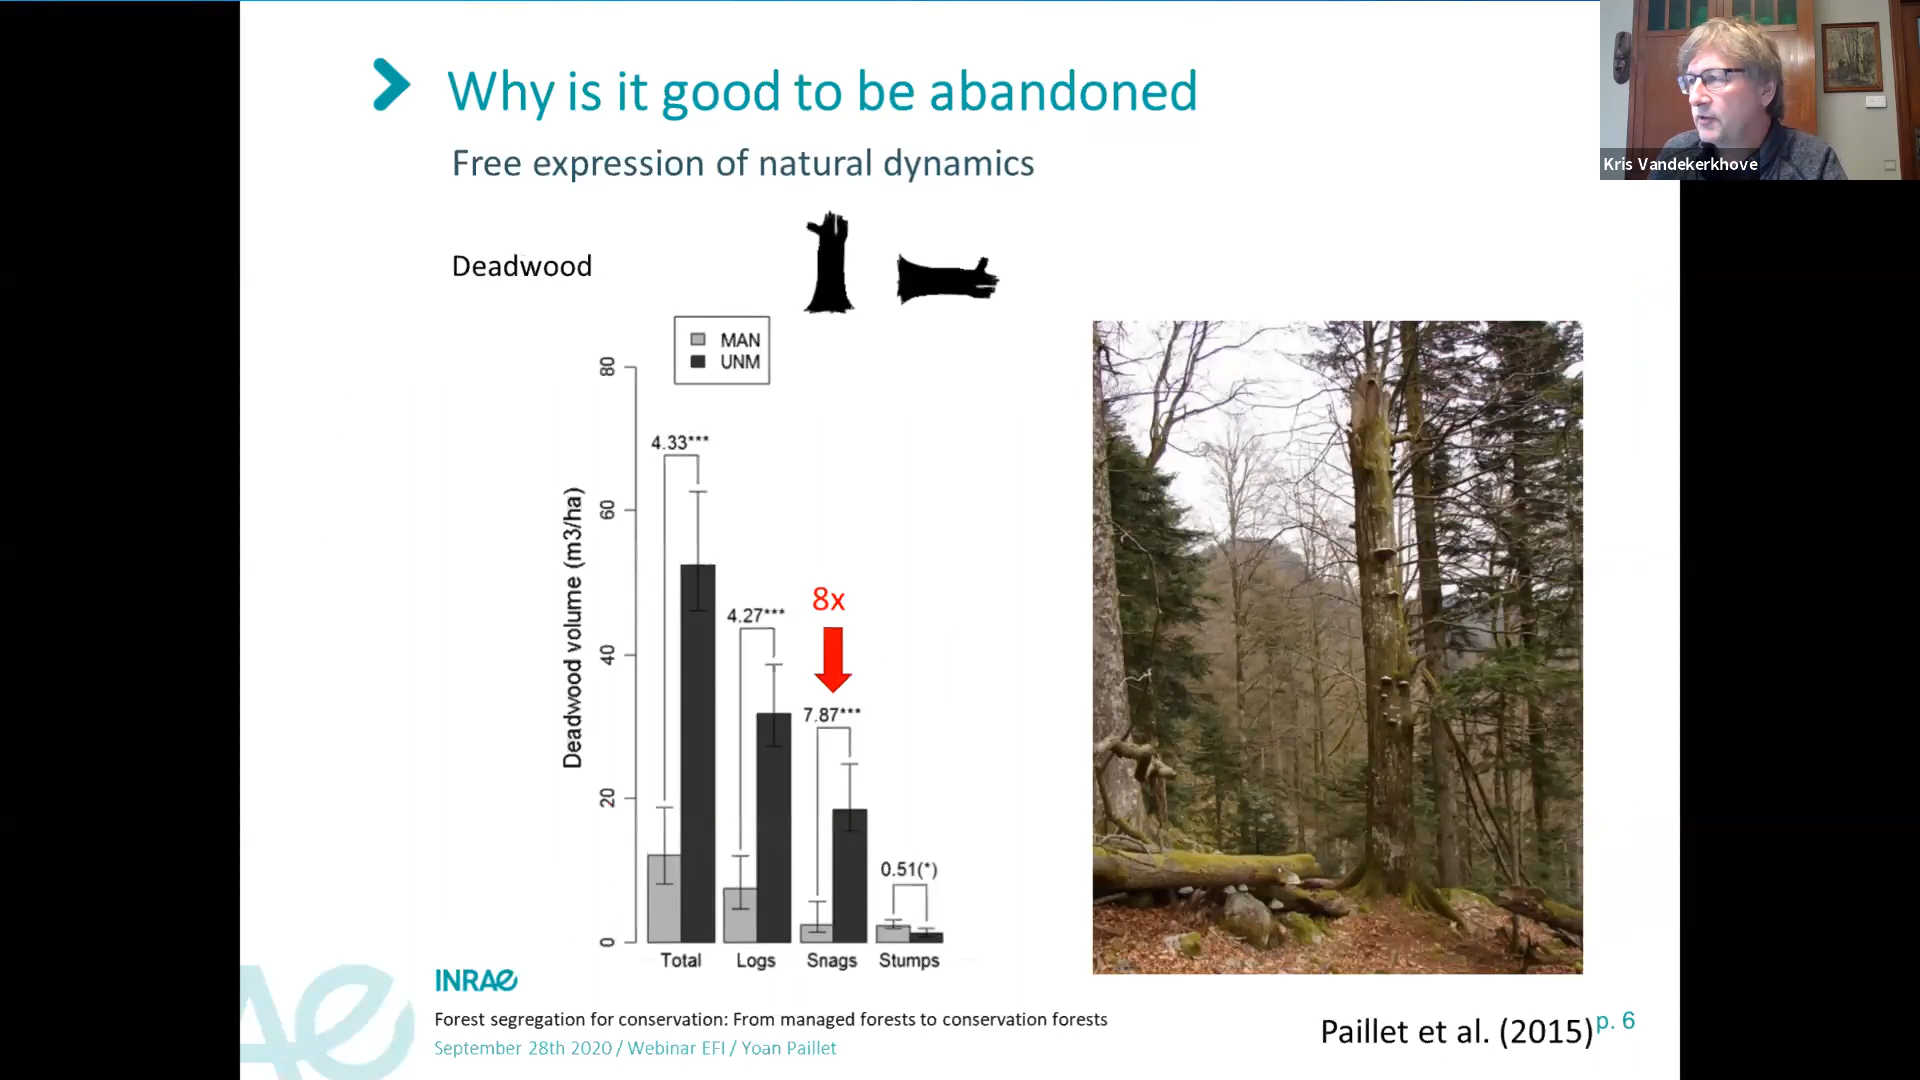 Why is it good to be abandoned
Kris Vandekerkhove
Free expression of natural dynamics
Deadwood
MAN
UNM
Deadwood volume (m3/ha)
80
60
40
20
0
4.33***
4.27***
8x
7.87***
0.51(*)
Total
Logs
Snags
Stumps
INRAE
Forest segregation for conservation: From managed forests to conservation forests
September 28th 2020 / Webinar EFI / Yoan Paillet
Paillet et al. (2015)
p. 6